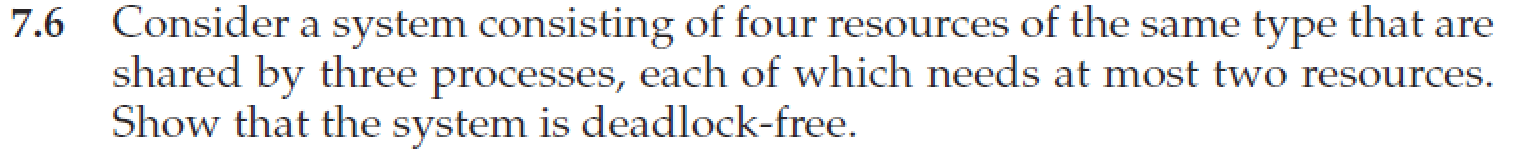 7.6 Consider a system consisting of four resources of the same type that are
shared by three processes, each of which needs at most two resources.
Show that the system is deadlock-free.